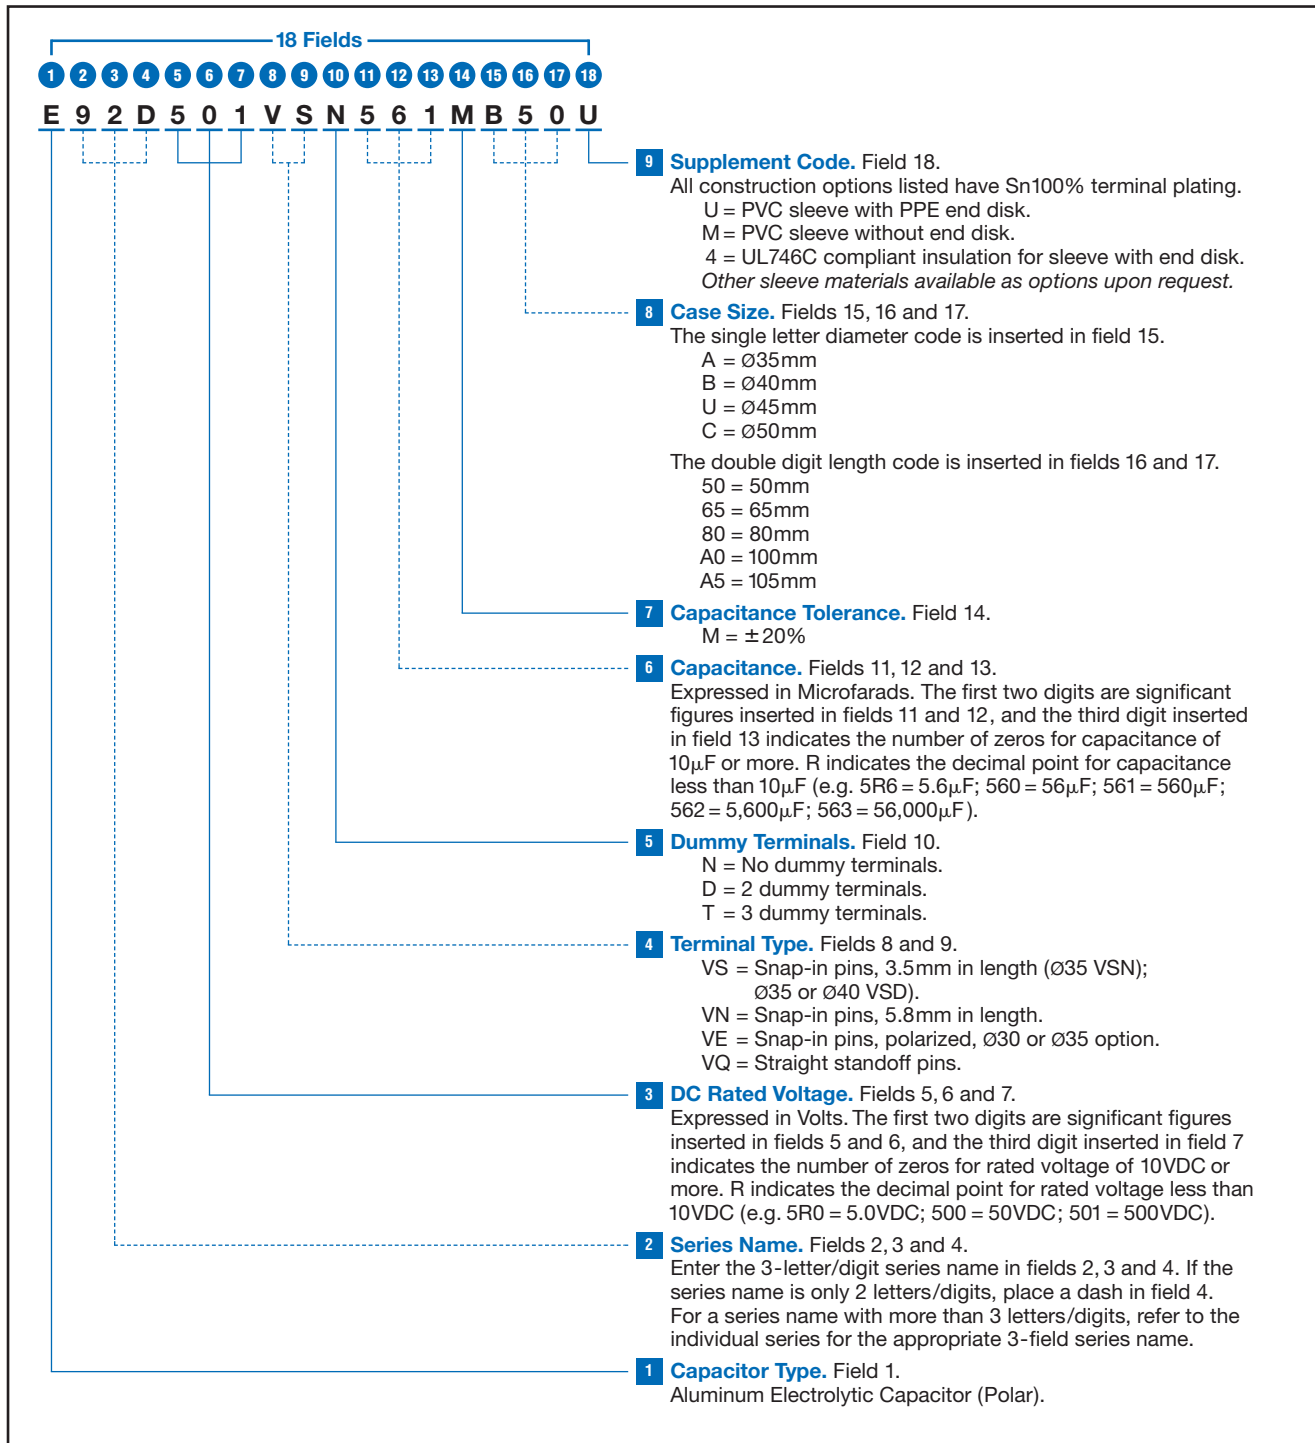 18 Fields
1 2 3 4 5 6 7 8 9 10 11 12 13 14 15 16 17 18
E 9 2 D 5 0 1 V S N 5 6 1 M B 5 0 U
9 Supplement Code. Field 18.
All construction options listed have Sn100% terminal plating.
U = PVC sleeve with PPE end disk.
M = PVC sleeve without end disk.
4 = UL746C compliant insulation for sleeve with end disk.
Other sleeve materials available as options upon request.
8 Case Size. Fields 15, 16 and 17.
The single letter diameter code is inserted in field 15.
A = Ø35mm
B = Ø40mm
U = Ø45mm
C = Ø50mm
The double digit length code is inserted in fields 16 and 17.
50 = 50mm
65 = 65mm
80 = 80mm
A0 = 100mm
A5 = 105mm
7 Capacitance Tolerance. Field 14.
M = ±20%
6 Capacitance. Fields 11, 12 and 13.
Expressed in Microfarads. The first two digits are significant
figures inserted in fields 11 and 12, and the third digit inserted
in field 13 indicates the number of zeros for capacitance of
10µF or more. R indicates the decimal point for capacitance
less than 10µF (e.g. 5R6 = 5.6µF; 560 = 56µF; 561 = 560µF;
562 = 5,600µF; 563 = 56,000µF).
5 Dummy Terminals. Field 10.
N = No dummy terminals.
D = 2 dummy terminals.
T = 3 dummy terminals.
4 Terminal Type. Fields 8 and 9.
VS = Snap-in pins, 3.5mm in length (Ø35 VSN);
Ø35 or Ø40 VSD).
VN = Snap-in pins, 5.8mm in length.
VE = Snap-in pins, polarized, Ø30 or Ø35 option.
VQ = Straight standoff pins.
3 DC Rated Voltage. Fields 5, 6 and 7.
Expressed in Volts. The first two digits are significant figures
inserted in fields 5 and 6, and the third digit inserted in field 7
indicates the number of zeros for rated voltage of 10VDC or
more. R indicates the decimal point for rated voltage less than
10VDC (e.g. 5R0 = 5.0VDC; 500 = 50VDC; 501 = 500VDC).
2 Series Name. Fields 2, 3 and 4.
Enter the 3-letter/digit series name in fields 2, 3 and 4. If the
series name is only 2 letters/digits, place a dash in field 4.
For a series name with more than 3 letters/digits, refer to the
individual series for the appropriate 3-field series name.
1 Capacitor Type. Field 1.
Aluminum Electrolytic Capacitor (Polar).